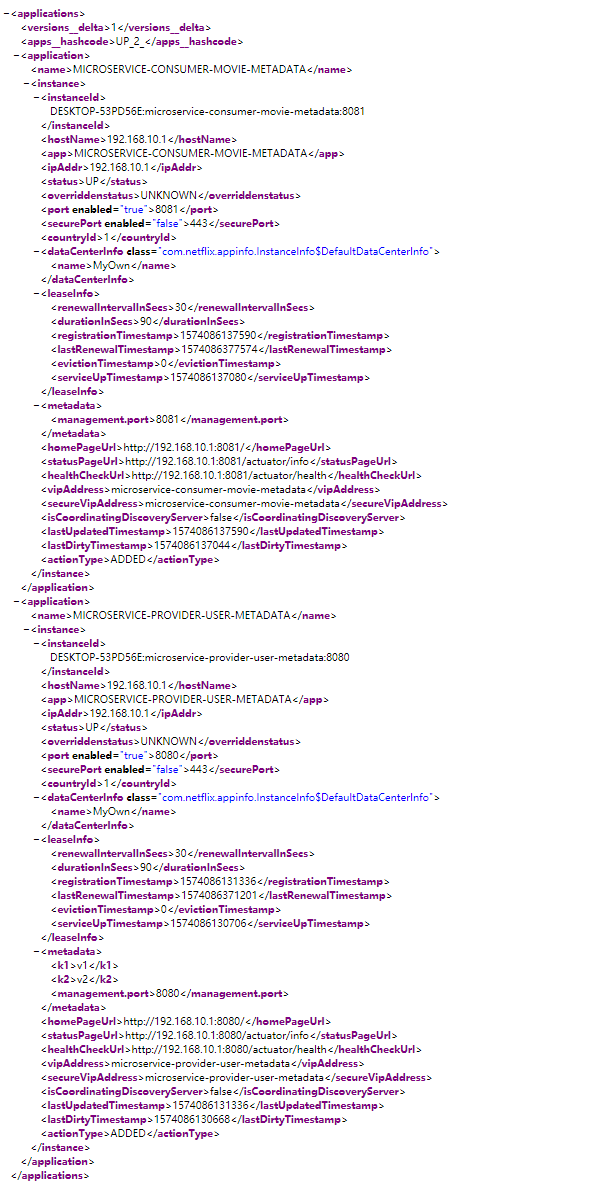 −<applications>
<versions__delta>1</versions__delta>
<apps__hashcode>UP_2_</apps__hashcode>
−<application>
<name>MICROSERVICE-CONSUMER-MOVIE-METADATA</name>
−<instance>
−<instanceId>
DESKTOP-53PD56E:microservice-consumer-movie-metadata:8081
</instanceId>
<hostName>192.168.10.1</hostName>
<app>MICROSERVICE-CONSUMER-MOVIE-METADATA</app>
<ipAddr>192.168.10.1</ipAddr>
<status>UP</status>
<overriddenstatus>UNKNOWN</overriddenstatus>
<port enabled="true">8081</port>
<securePort enabled="false">443</securePort>
<countryId>1</countryId>
−<dataCenterInfo class="com.netflix.appinfo.InstanceInfo$DefaultDataCenterInfo">
<name>MyOwn</name>
</dataCenterInfo>
−<leaseInfo>
<renewalIntervalInSecs>30</renewalIntervalInSecs>
<durationInSecs>90</durationInSecs>
<registrationTimestamp>1574086137590</registrationTimestamp>
<lastRenewalTimestamp>1574086377574</lastRenewalTimestamp>
<evictionTimestamp>0</evictionTimestamp>
<serviceUpTimestamp>1574086137080</serviceUpTimestamp>
</leaseInfo>
−<metadata>
<management.port>8081</management.port>
</metadata>
<homePageUrl>http://192.168.10.1:8081/</homePageUrl>
<statusPageUrl>http://192.168.10.1:8081/actuator/info</statusPageUrl>
<healthCheckUrl>http://192.168.10.1:8081/actuator/health</healthCheckUrl>
<vipAddress>microservice-consumer-movie-metadata</vipAddress>
<secureVipAddress>microservice-consumer-movie-metadata</secureVipAddress>
<isCoordinatingDiscoveryServer>false</isCoordinatingDiscoveryServer>
<lastUpdatedTimestamp>1574086137590</lastUpdatedTimestamp>
<lastDirtyTimestamp>1574086137044</lastDirtyTimestamp>
<actionType>ADDED</actionType>
</instance>
</application>
−<application>
<name>MICROSERVICE-PROVIDER-USER-METADATA</name>
−<instance>
−<instanceId>
DESKTOP-53PD56E:microservice-provider-user-metadata:8080
</instanceId>
<hostName>192.168.10.1</hostName>
<app>MICROSERVICE-PROVIDER-USER-METADATA</app>
<ipAddr>192.168.10.1</ipAddr>
<status>UP</status>
<overriddenstatus>UNKNOWN</overriddenstatus>
<port enabled="true">8080</port>
<securePort enabled="false">443</securePort>
<countryId>1</countryId>
−<dataCenterInfo class="com.netflix.appinfo.InstanceInfo$DefaultDataCenterInfo">
<name>MyOwn</name>
</dataCenterInfo>
−<leaseInfo>
<renewalIntervalInSecs>30</renewalIntervalInSecs>
<durationInSecs>90</durationInSecs>
<registrationTimestamp>1574086131336</registrationTimestamp>
<lastRenewalTimestamp>1574086371201</lastRenewalTimestamp>
<evictionTimestamp>0</evictionTimestamp>
<serviceUpTimestamp>1574086130706</serviceUpTimestamp>
</leaseInfo>
−<metadata>
<k1>v1</k1>
<k2>v2</k2>
<management.port>8080</management.port>
</metadata>
<homePageUrl>http://192.168.10.1:8080/</homePageUrl>
<statusPageUrl>http://192.168.10.1:8080/actuator/info</statusPageUrl>
<healthCheckUrl>http://192.168.10.1:8080/actuator/health</healthCheckUrl>
<vipAddress>microservice-provider-user-metadata</vipAddress>
<secureVipAddress>microservice-provider-user-metadata</secureVipAddress>
<isCoordinatingDiscoveryServer>false</isCoordinatingDiscoveryServer>
<lastUpdatedTimestamp>1574086131336</lastUpdatedTimestamp>
<lastDirtyTimestamp>1574086130668</lastDirtyTimestamp>
<actionType>ADDED</actionType>
</instance>
</application>
</applications>